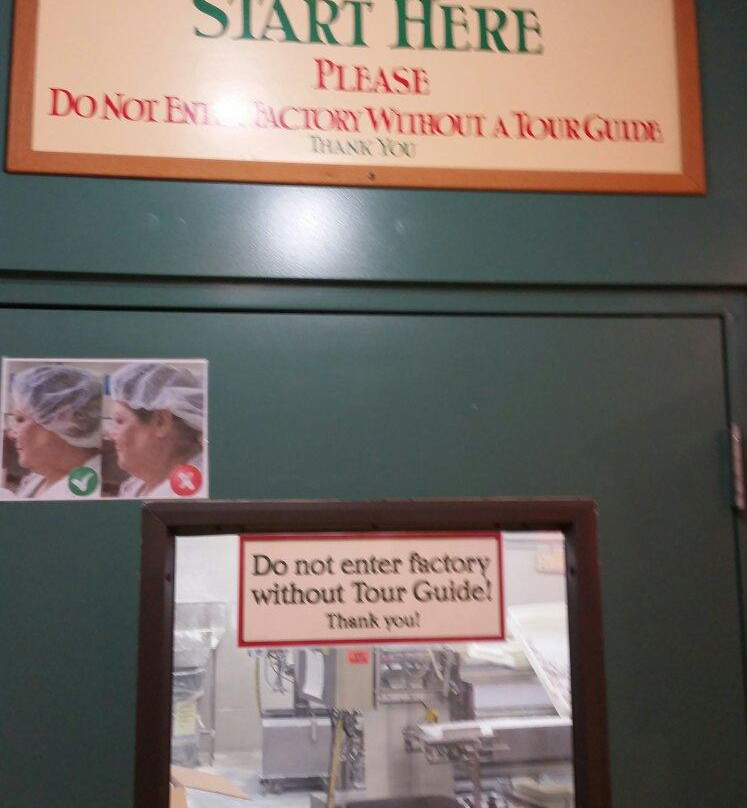 START HERE
PLEASE
DO NOT ENTER FACTORY WITHOUT A TOUR GUIDE
THANK YOU
Do not enter factory
without Tour Guide!
Thank you!